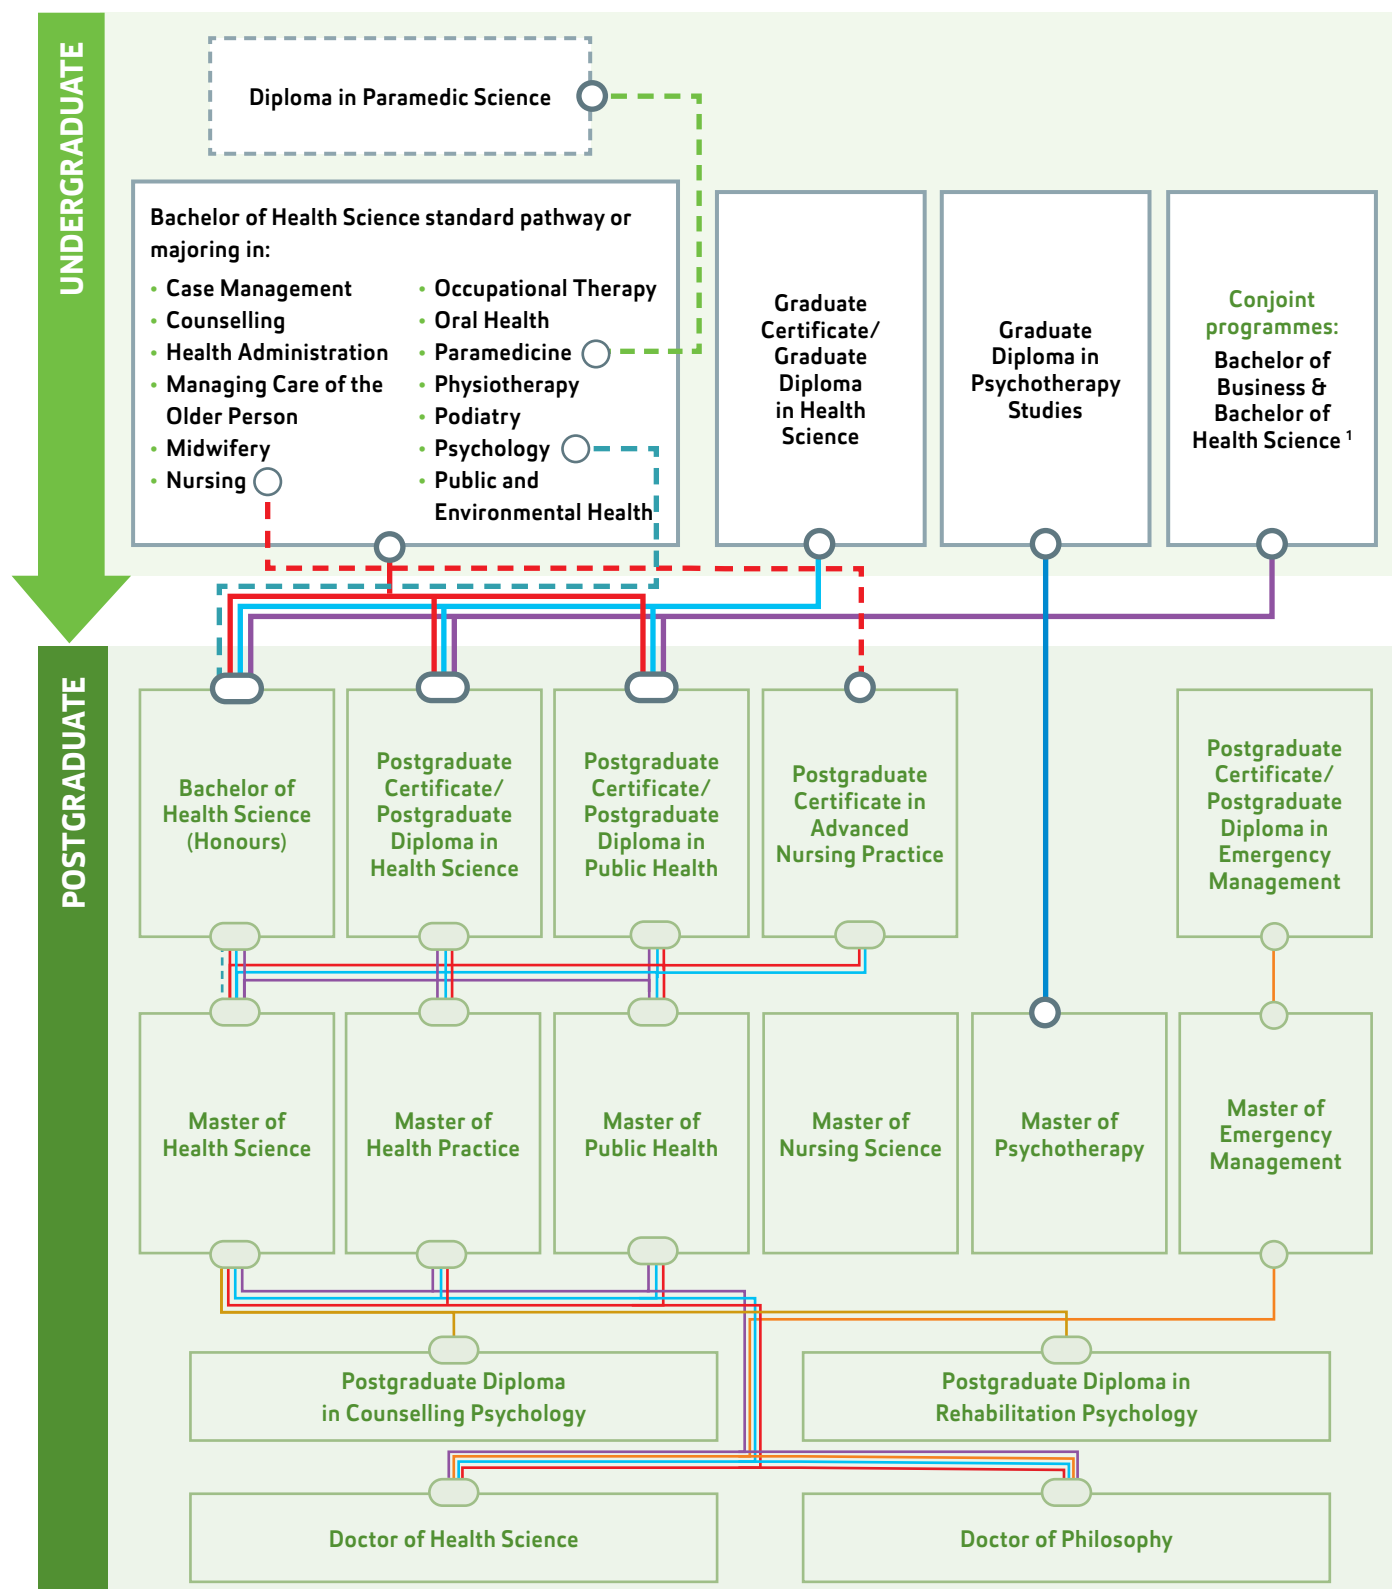 UNDERGRADUATE
Diploma in Paramedic Science
Bachelor of Health Science standard pathway or
majoring in:
• Case Management
• Counselling
• Health Administration
• Managing Care of the
Older Person
• Midwifery
• Nursing
• Occupational Therapy
• Oral Health
• Paramedicine
• Physiotherapy
• Podiatry
• Psychology
• Public and
Environmental Health
Graduate
Certificate/
Graduate
Diploma
in Health
Science
Graduate
Diploma in
Psychotherapy
Studies
Conjoint
programmes:
Bachelor of
Business &
Bachelor of
Health Science ¹
POSTGRADUATE
Bachelor of
Health Science
(Honours)
Postgraduate
Certificate/
Postgraduate
Diploma in
Health Science
Postgraduate
Certificate/
Postgraduate
Diploma in
Public Health
Postgraduate
Certificate in
Advanced
Nursing Practice
Postgraduate
Certificate/
Postgraduate
Diploma in
Emergency
Management
Master of
Health Science
Master of
Health Practice
Master of
Public Health
Master of
Nursing Science
Master of
Psychotherapy
Master of
Emergency
Management
Postgraduate Diploma
in Counselling Psychology
Postgraduate Diploma in
Rehabilitation Psychology
Doctor of Health Science
Doctor of Philosophy